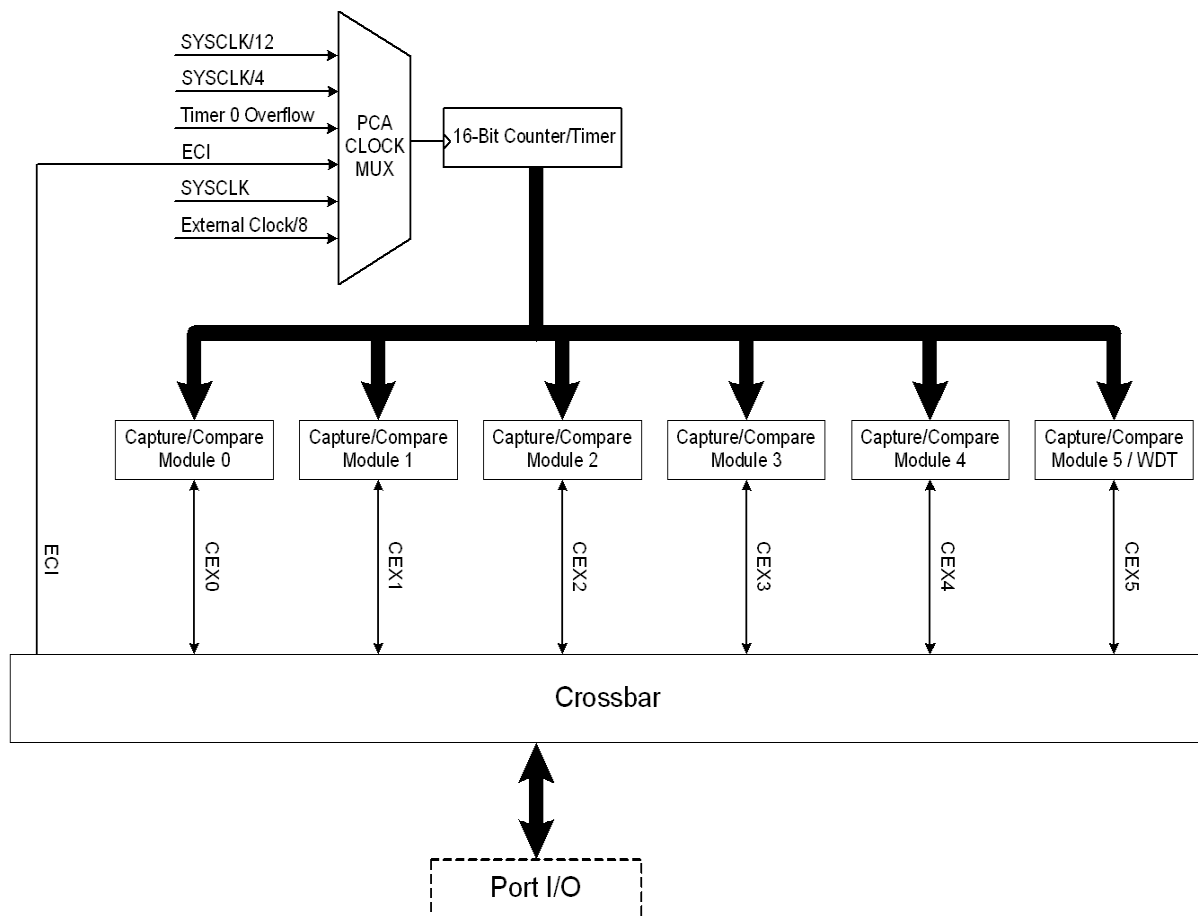 SYSCLK/12
SYSCLK/4
Timer 0 Overflow
ECI
SYSCLK
External Clock/8
PCA
CLOCK
MUX
16-Bit Counter/Timer
Capture/Compare
Module 0
Capture/Compare
Module 1
Capture/Compare
Module 2
Capture/Compare
Module 3
Capture/Compare
Module 4
Capture/Compare
Module 5 / WDT
ECI
CEX0
CEX1
CEX2
CEX3
CEX4
CEX5
Crossbar
Port I/O